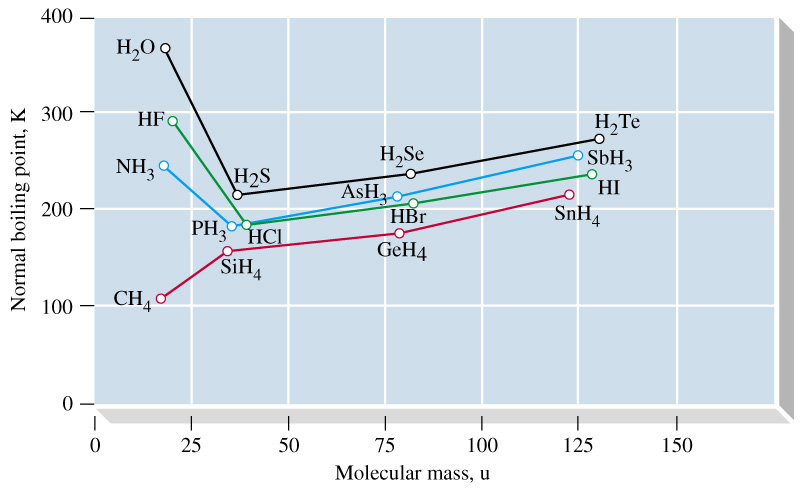 400
H₂O
300
HF
H₂Te
H₂Se
SbH₃
NH₃
H₂S
AsH₃
HI
200
HBr
SnH₄
PH₃
HCl
GeH₄
SiH₄
CH₄
100
0
0 25 50 75 100 125 150
Molecular mass, u
Normal boiling point, K